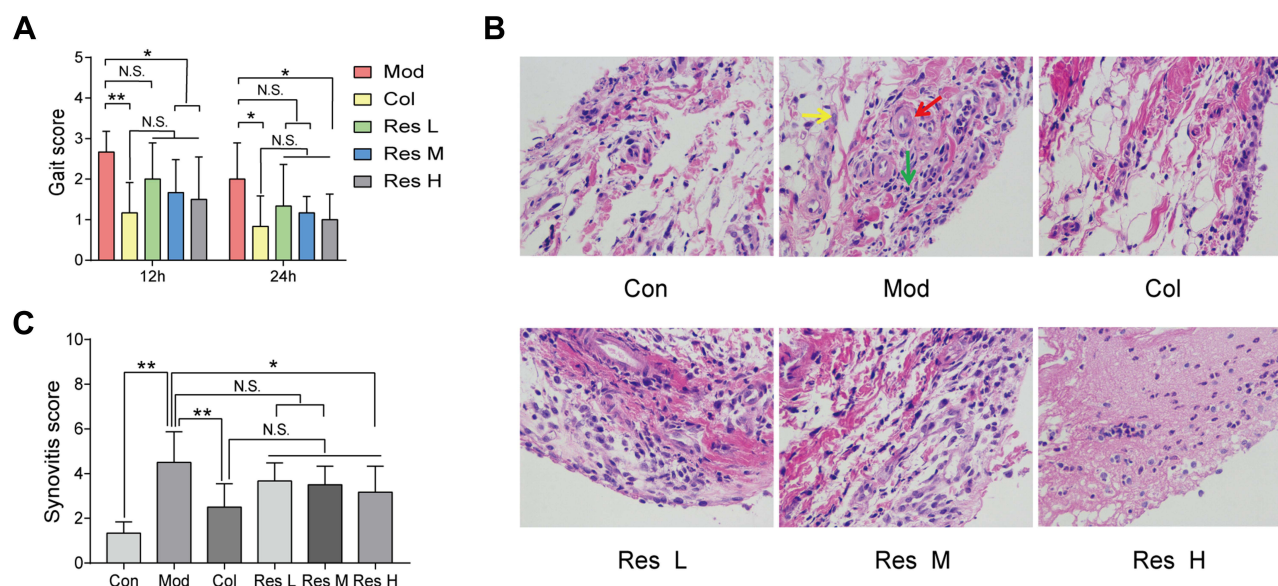 A
Gait score
5
4
3
2
1
0
*
N.S.
**
N.S.
*
N.S.
*
N.S.
12h
24h
Mod
Col
Res L
Res M
Res H
B
Con
Mod
Col
Res L
Res M
Res H
C
Synovitis score
10
8
6
4
2
0
**
*
N.S.
**
N.S.
Con Mod Col Res L Res M Res H